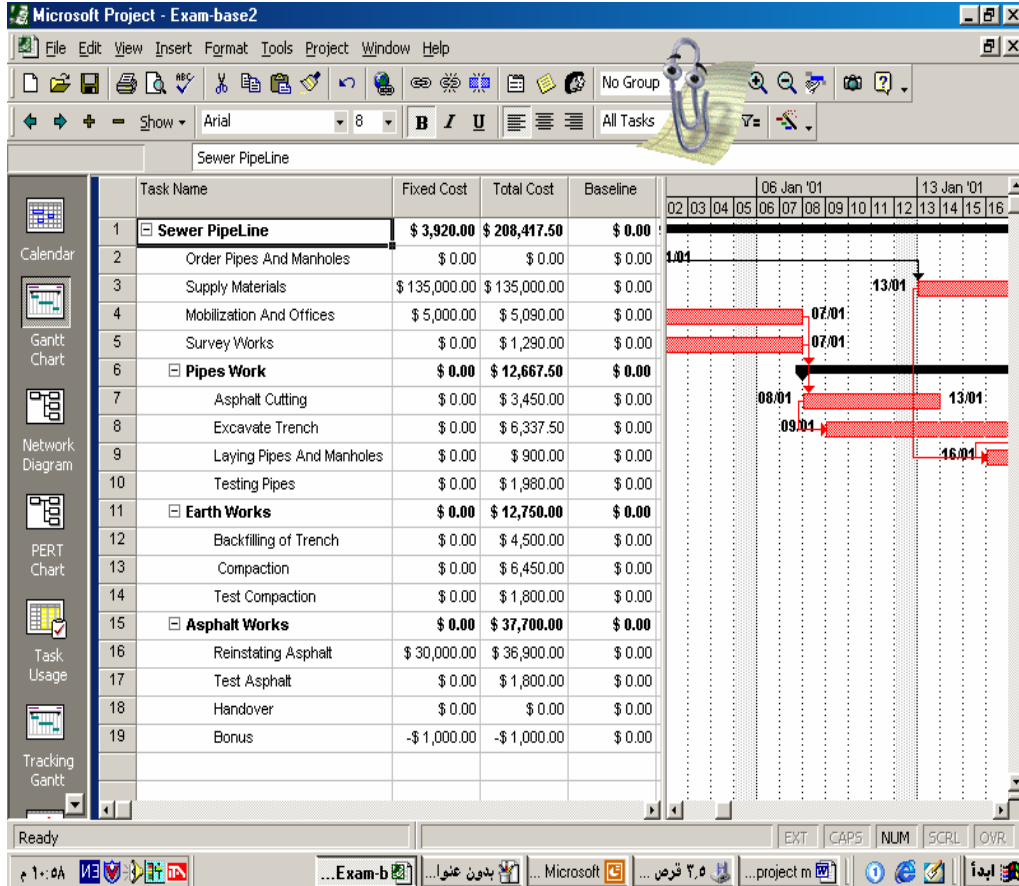 Microsoft Project - Exam-base2
File Edit View Insert Format Tools Project Window Help
No Group
Show Arial 8 B I U All Tasks
Sewer PipeLine
Task Name Fixed Cost Total Cost Baseline 06 Jan '01 13 Jan '01
02 03 04 05 06 07 08 09 10 11 12 13 14 15 16
1 Sewer PipeLine $ 3,920.00 $ 208,417.50 $ 0.00
2 Order Pipes And Manholes $ 0.00 $ 0.00 $ 0.00 1/01
3 Supply Materials $ 135,000.00 $ 135,000.00 $ 0.00 13/01
4 Mobilization And Offices $ 5,000.00 $ 5,090.00 $ 0.00 07/01
5 Survey Works $ 0.00 $ 1,290.00 $ 0.00 07/01
6 Pipes Work $ 0.00 $ 12,667.50 $ 0.00
7 Asphalt Cutting $ 0.00 $ 3,450.00 $ 0.00 08/01 13/01
8 Excavate Trench $ 0.00 $ 6,337.50 $ 0.00 09/01
9 Laying Pipes And Manholes $ 0.00 $ 900.00 $ 0.00 16/01
10 Testing Pipes $ 0.00 $ 1,980.00 $ 0.00
11 Earth Works $ 0.00 $ 12,750.00 $ 0.00
12 Backfilling of Trench $ 0.00 $ 4,500.00 $ 0.00
13 Compaction $ 0.00 $ 6,450.00 $ 0.00
14 Test Compaction $ 0.00 $ 1,800.00 $ 0.00
15 Asphalt Works $ 0.00 $ 37,700.00 $ 0.00
16 Reinstating Asphalt $ 30,000.00 $ 36,900.00 $ 0.00
17 Test Asphalt $ 0.00 $ 1,800.00 $ 0.00
18 Handover $ 0.00 $ 0.00 $ 0.00
19 Bonus -$ 1,000.00 -$ 1,000.00 $ 0.00
Calendar
Gantt
Chart
Network
Diagram
PERT
Chart
Task
Usage
Tracking
Gantt
Ready EXT CAPS NUM SCRL OVR
١٠:٥٨ م ...Exam-b ...بدون عنوا ... Microsoft ... ٣,٥ قرص ...project m ابدأ